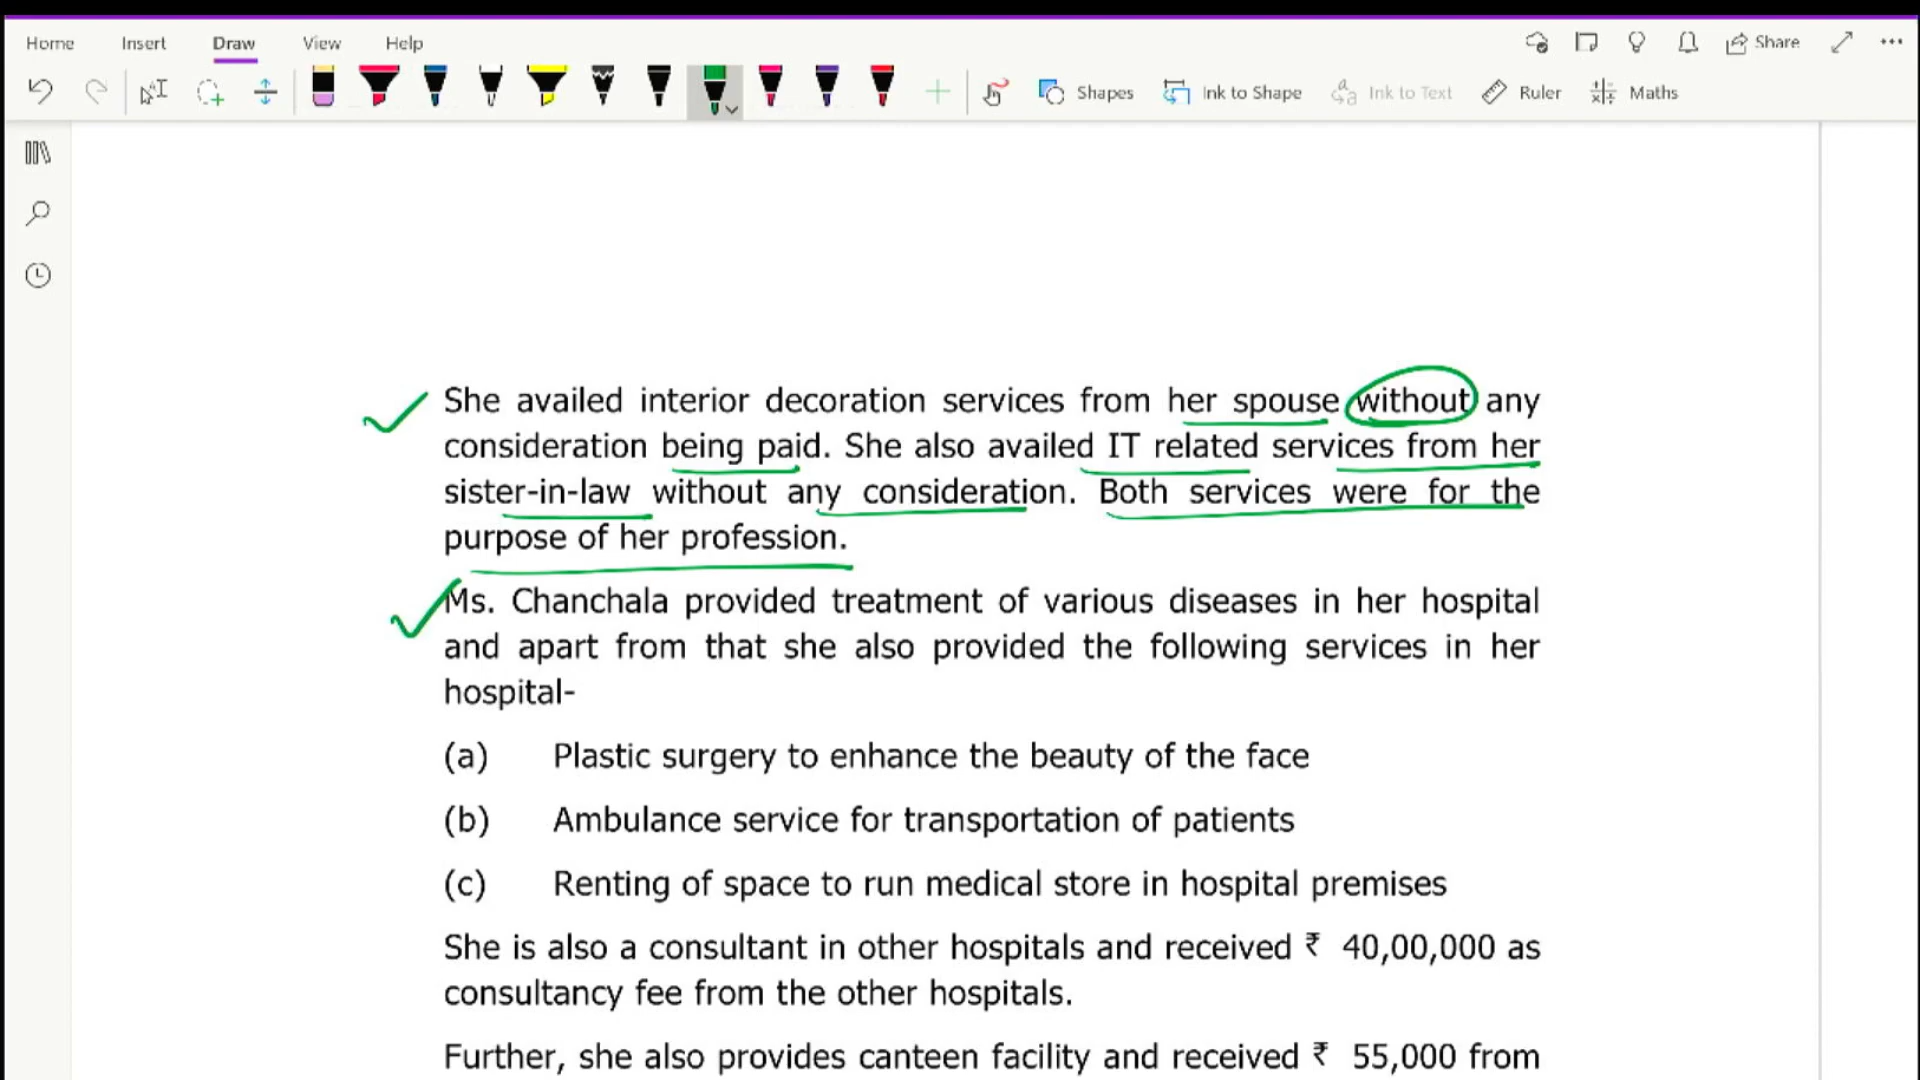 Home Insert Draw View Help Share
Shapes Ink to Shape Ink to Text Ruler Maths
She availed interior decoration services from her spouse without any
consideration being paid. She also availed IT related services from her
sister-in-law without any consideration. Both services were for the
purpose of her profession.
Ms. Chanchala provided treatment of various diseases in her hospital
and apart from that she also provided the following services in her
hospital-
(a) Plastic surgery to enhance the beauty of the face
(b) Ambulance service for transportation of patients
(c) Renting of space to run medical store in hospital premises
She is also a consultant in other hospitals and received ₹ 40,00,000 as
consultancy fee from the other hospitals.
Further, she also provides canteen facility and received ₹ 55,000 from